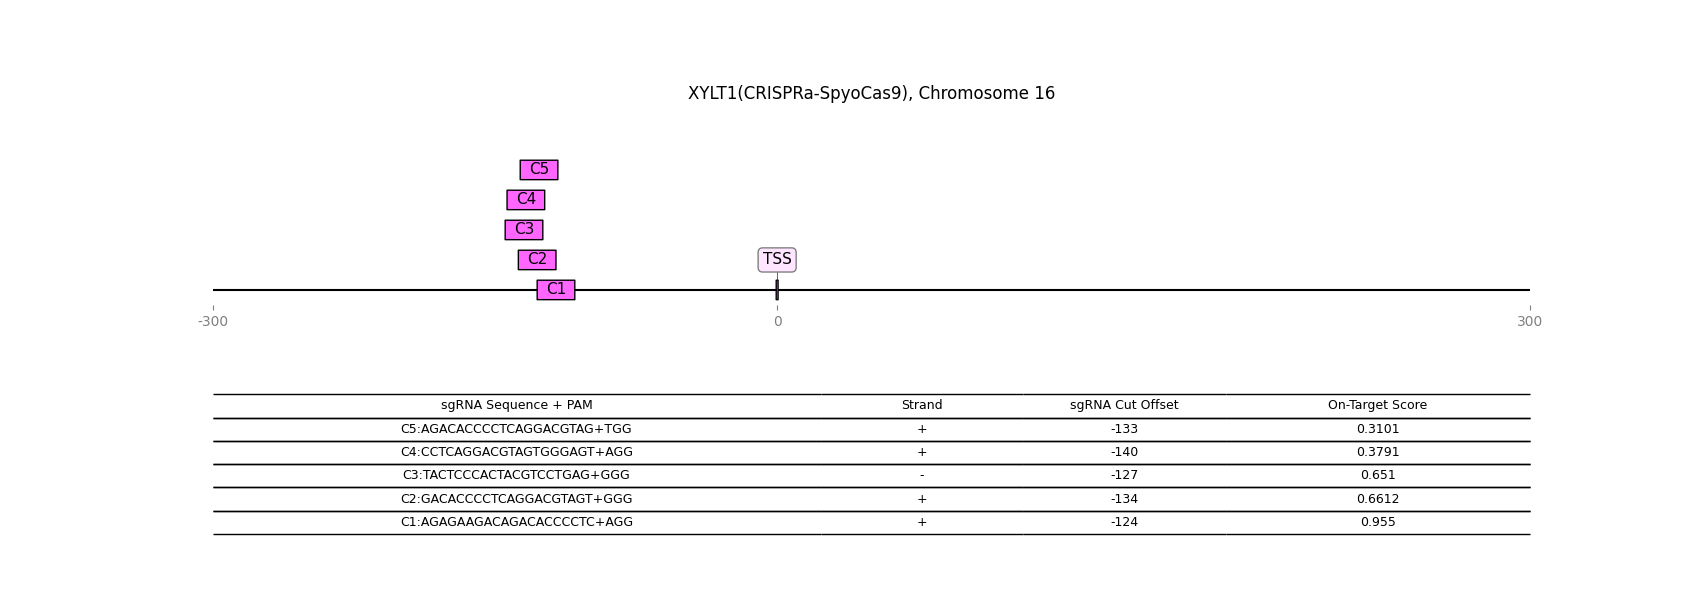 XYLT1(CRISPRa-SpyoCas9), Chromosome 16
C5
C4
C3
C2 TSS
C1
-300 0 300
sgRNA Sequence + PAM Strand sgRNA Cut Offset On-Target Score
C5:AGACACCCCTCAGGACGTAG+TGG + -133 0.3101
C4:CCTCAGGACGTAGTGGGAGT+AGG + -140 0.3791
C3:TACTCCCACTACGTCCTGAG+GGG - -127 0.651
C2:GACACCCCTCAGGACGTAGT+GGG + -134 0.6612
C1:AGAGAAGACAGACACCCCTC+AGG + -124 0.955